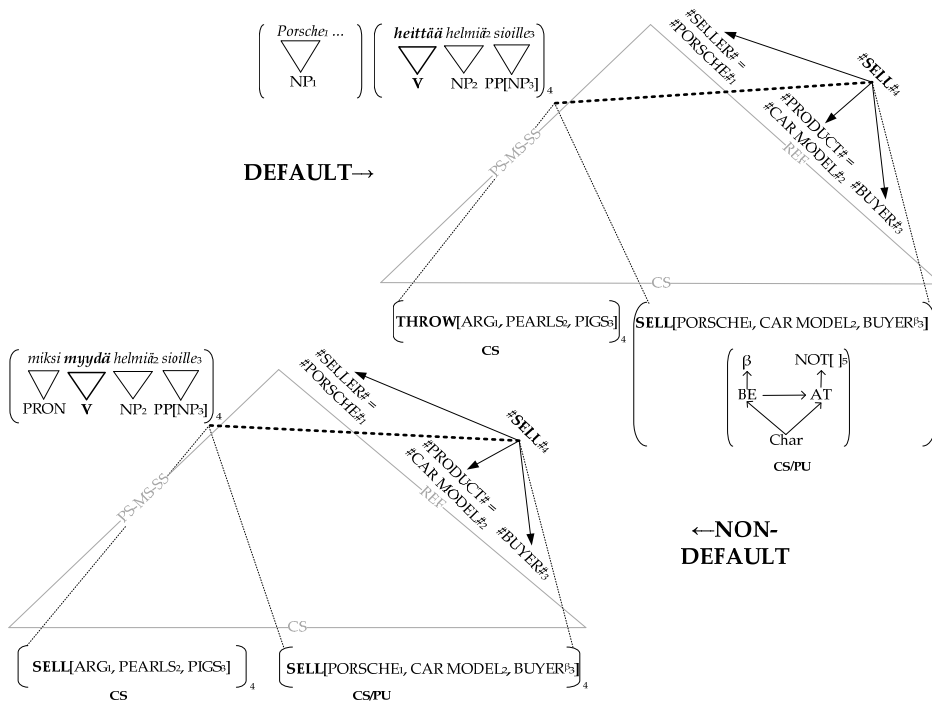 Porsche₁ ...
NP₁
heittää helmiä₂ sioille₃
V NP₂ PP[NP₃]
4
#SELLER# =
#PORSCHE#₁
#SELL#₄
#PRODUCT# =
#CAR MODEL#₂
#BUYER#₃
PS-MS-SS
REF
CS
DEFAULT→
THROW[ARG₁, PEARLS₂, PIGS₃]
4
CS
SELL[PORSCHE₁, CAR MODEL₂, BUYERᵝ₃]
β NOT[ ]₅
BE AT
Char
CS/PU
miksi myydä helmiä₂ sioille₃
PRON V NP₂ PP[NP₃]
4
#SELLER# =
#PORSCHE#₁
#SELL#₄
#PRODUCT# =
#CAR MODEL#₂
#BUYER#₃
PS-MS-SS
REF
CS
←NON-
DEFAULT
SELL[ARG₁, PEARLS₂, PIGS₃]
4
CS
SELL[PORSCHE₁, CAR MODEL₂, BUYERᵝ₃]
4
CS/PU